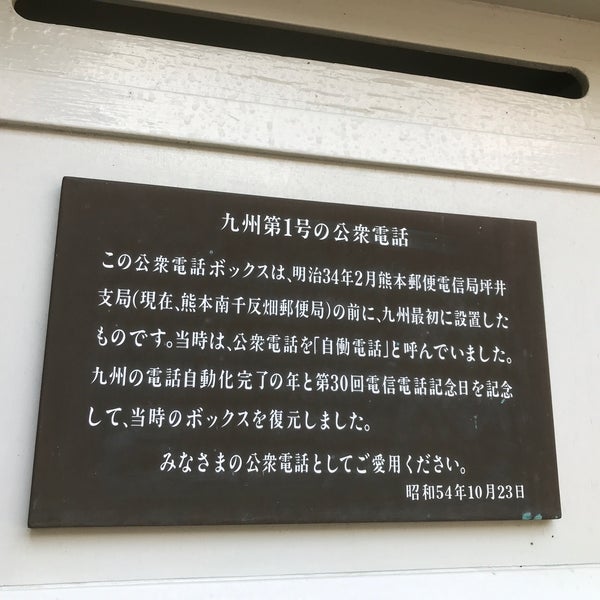 九州第1号の公衆電話
この公衆電話ボックスは、明治34年2月熊本郵便電信局坪井
支局(現在、熊本南千反畑郵便局)の前に、九州最初に設置した
ものです。当時は、公衆電話を「自働電話」と呼んでいました。
九州の電話自動化完了の年と第30回電信電話記念日を記念
して、当時のボックスを復元しました。
みなさまの公衆電話としてご愛用ください。
昭和54年10月23日